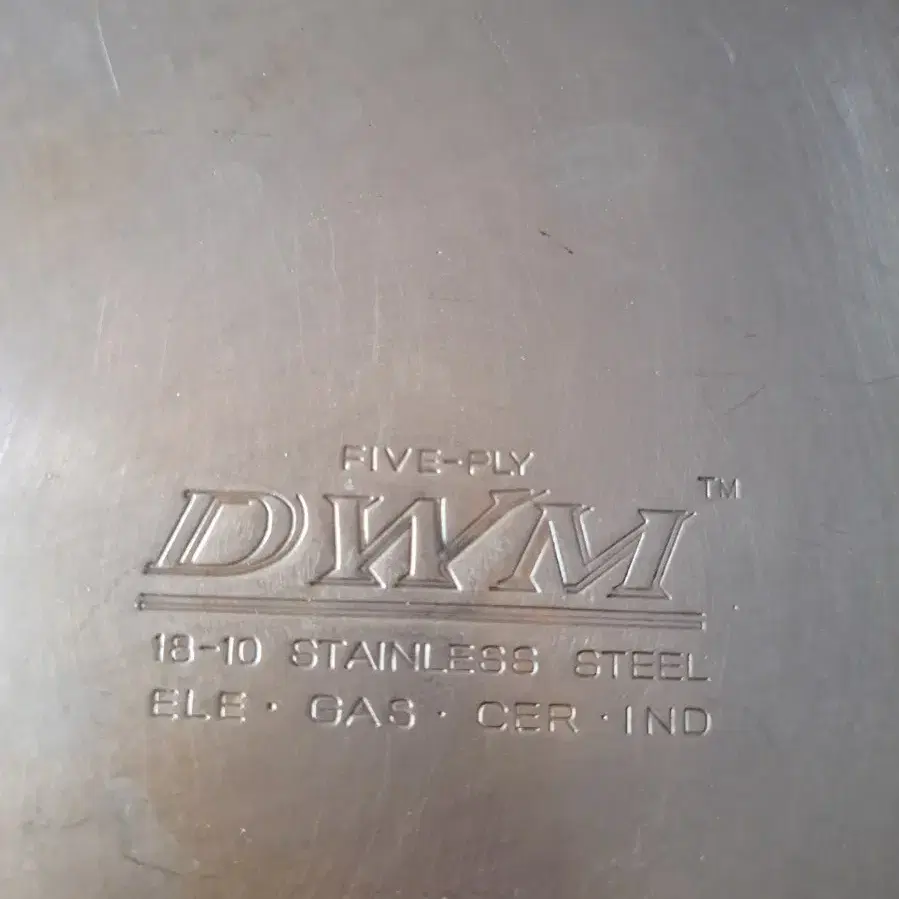 FIVE-PLY
DWM™
18-10 STAINLESS STEEL
ELE · GAS · CER · IND